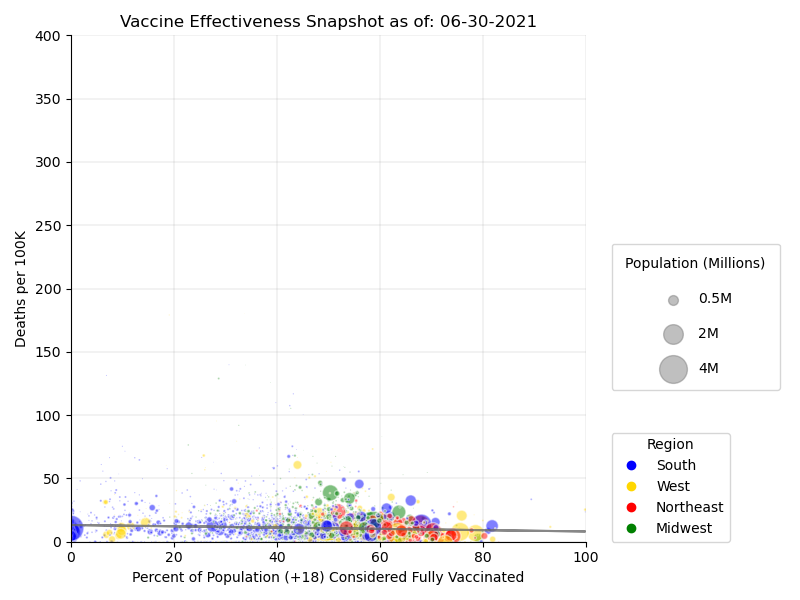 Vaccine Effectiveness Snapshot as of: 06-30-2021
400
350
300
250
200
150
100
50
0
Deaths per 100K
0 20 40 60 80 100
Percent of Population (+18) Considered Fully Vaccinated
Population (Millions)
0.5M
2M
4M
Region
South
West
Northeast
Midwest